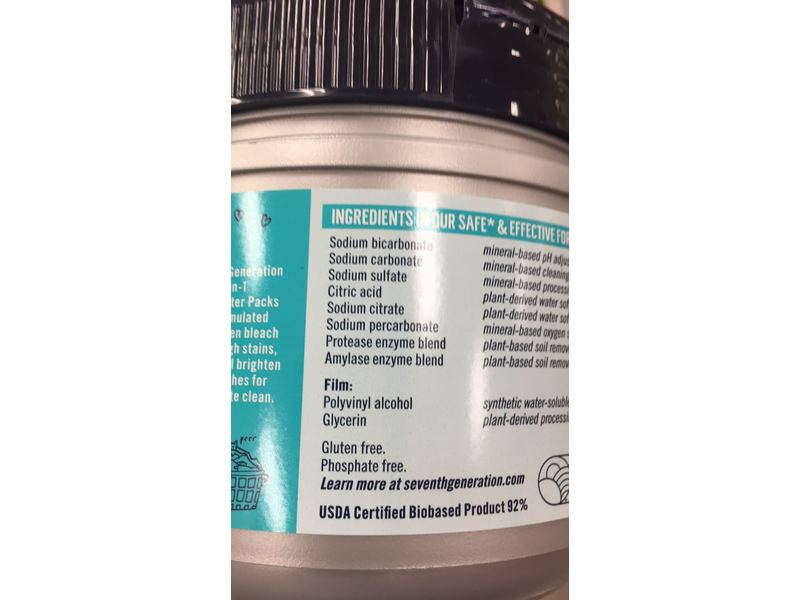 Generation
Packs
bleach
stains,
brighten
for
clean.
INGREDIENTS IN OUR SAFE* & EFFECTIVE
Sodium bicarbonate mineral-based pH
Sodium carbonate mineral-based cleaning
Sodium sulfate mineral-based
Citric acid plant-derived water
Sodium citrate plant-derived water
Sodium percarbonate mineral-based oxygen
Protease enzyme blend plant-based soil
Amylase enzyme blend plant-based soil
Film:
Polyvinyl alcohol synthetic water-soluble
Glycerin plant-derived
Gluten free.
Phosphate free.
Learn more at seventhgeneration.com
USDA Certified Biobased Product 92%